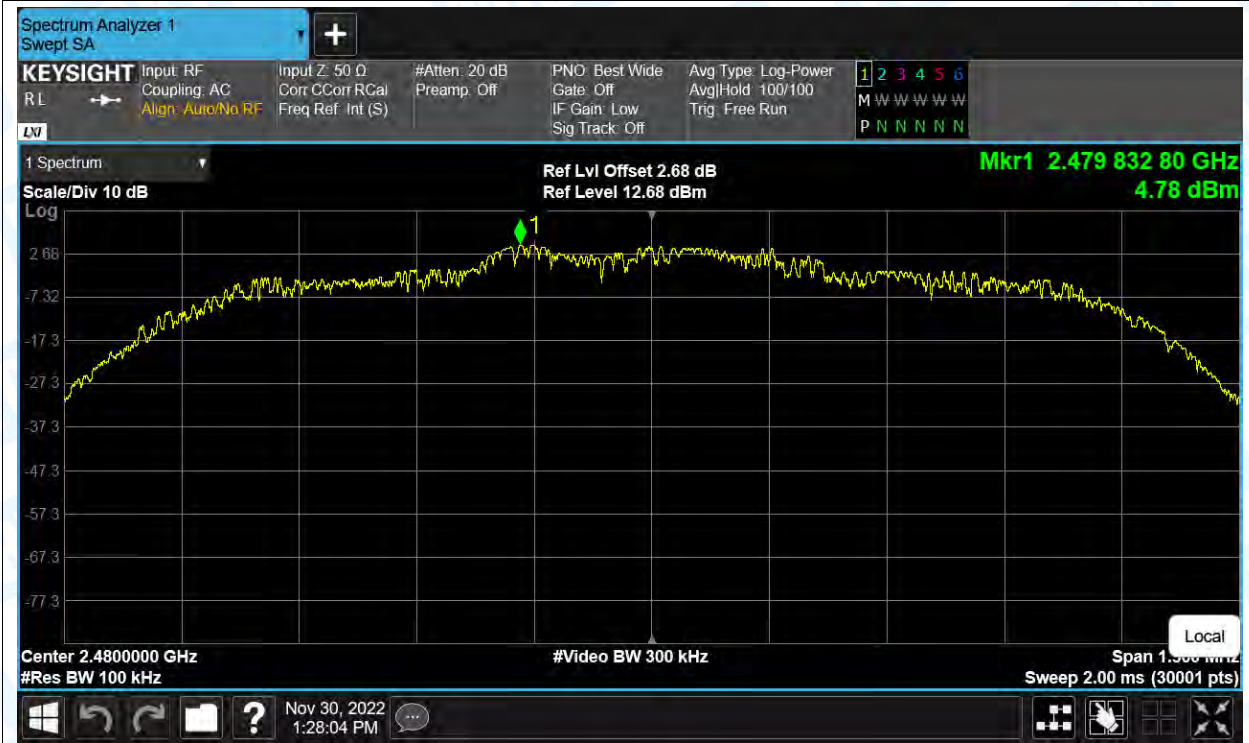 Spectrum Analyzer 1
Swept SA
+
KEYSIGHT
R L
LXI
Input: RF
Coupling: AC
Align: Auto/No RF
Input Z: 50 Ω
Corr CCorr RCal
Freq Ref: Int (S)
#Atten: 20 dB
Preamp: Off
PNO: Best Wide
Gate: Off
IF Gain: Low
Sig Track: Off
Avg Type: Log-Power
Avg|Hold: 100/100
Trig: Free Run
1 2 3 4 5 6
M W W W W W
P N N N N N N
1 Spectrum
Scale/Div 10 dB
Ref Lvl Offset 2.68 dB
Ref Level 12.68 dBm
Mkr1 2.479 832 80 GHz
4.78 dBm
Log
1
2.68
-7.32
-17.3
-27.3
-37.3
-47.3
-57.3
-67.3
-77.3
Local
Center 2.4800000 GHz
#Res BW 100 kHz
#Video BW 300 kHz
Span
Sweep 2.00 ms (30001 pts)
?
Nov 30, 2022
1:28:04 PM